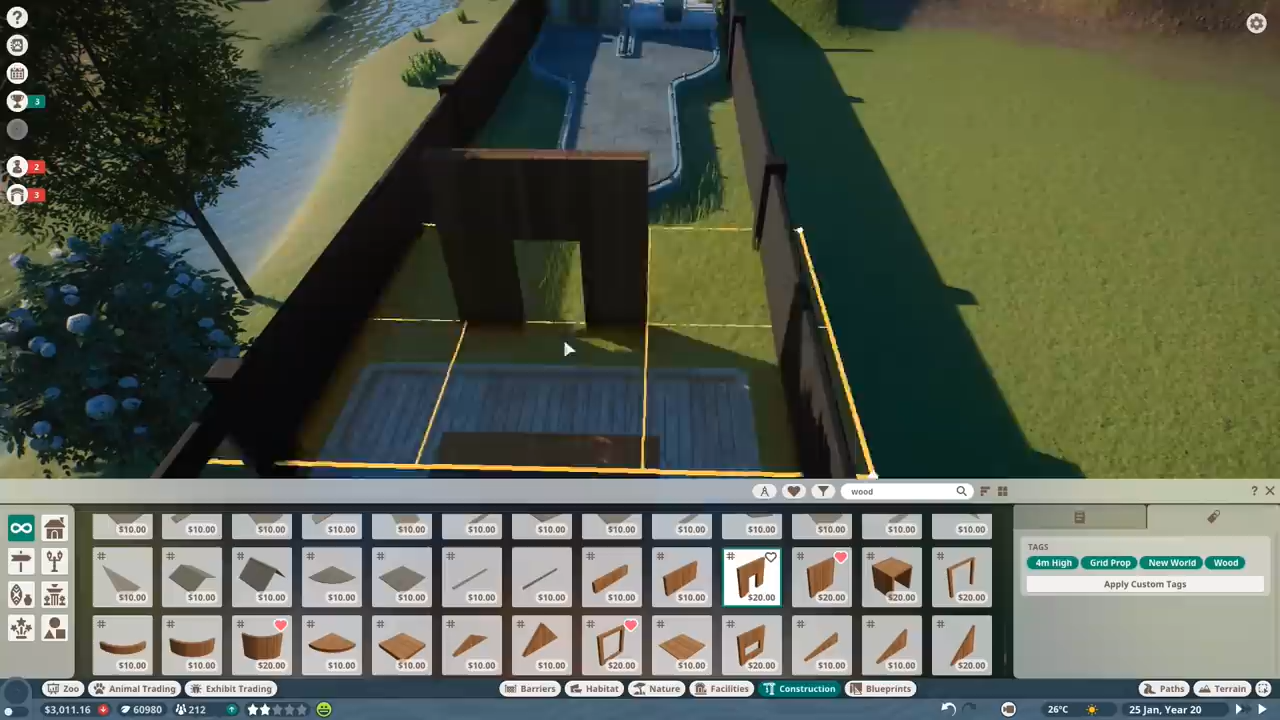 ?
3
2
3
wood
? ×
$10.00 $10.00 $10.00 $10.00 $10.00 $10.00 $10.00 $10.00 $10.00 $10.00 $10.00 $10.00 $10.00
$10.00 $10.00 $10.00 $10.00 $10.00 $10.00 $10.00 $10.00 $10.00 $20.00 $20.00 $20.00 $20.00
$10.00 $10.00 $20.00 $10.00 $10.00 $10.00 $10.00 $20.00 $10.00 $20.00 $10.00 $10.00 $10.00
TAGS
4m High Grid Prop New World Wood
Apply Custom Tags
Zoo Animal Trading Exhibit Trading Barriers Habitat Nature Facilities Construction Blueprints Paths Terrain
$3,011.16 60980 212 26°C 25 Jan, Year 20